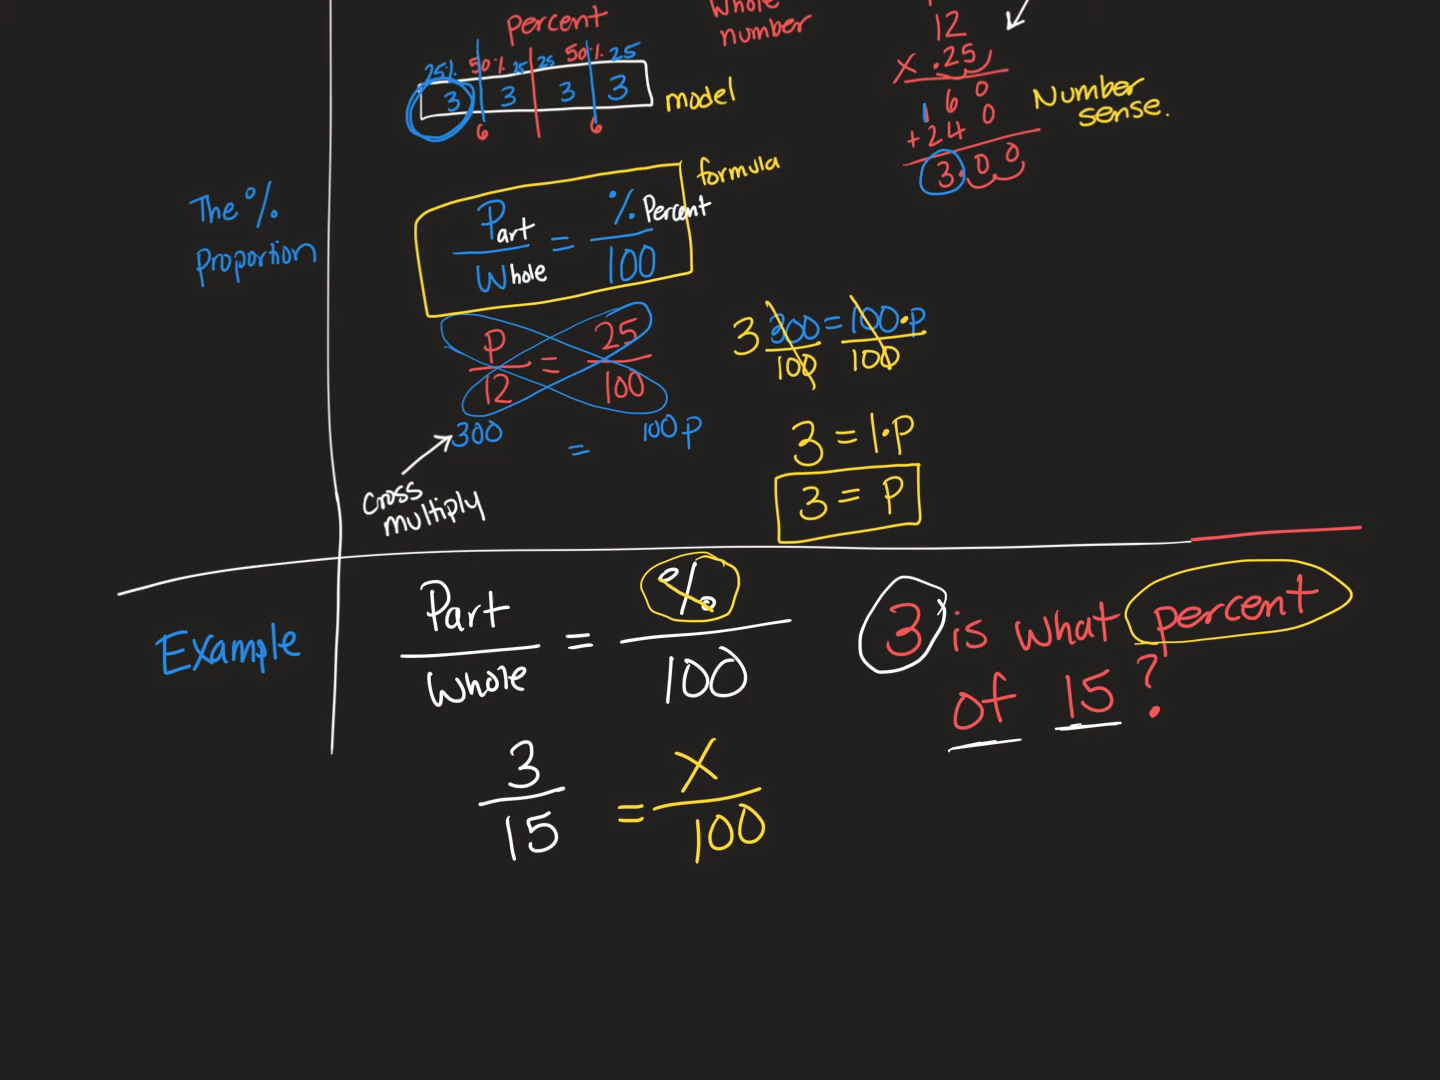 percent
Whole
number
25% 50% 25 25 50% 25
3 3 3 3
6 6
model
12
x .25
1
60
+240
3.00
Number
sense.
The %
Proportion
formula
Part/Whole = % Percent/100
P/12 = 25/100
300 = 100p
cross
multiply
3 300/100 = 100•p/100
3 = 1•p
3 = p
Example
Part/Whole = %/100
3/15 = x/100
3 is what percent
of 15?